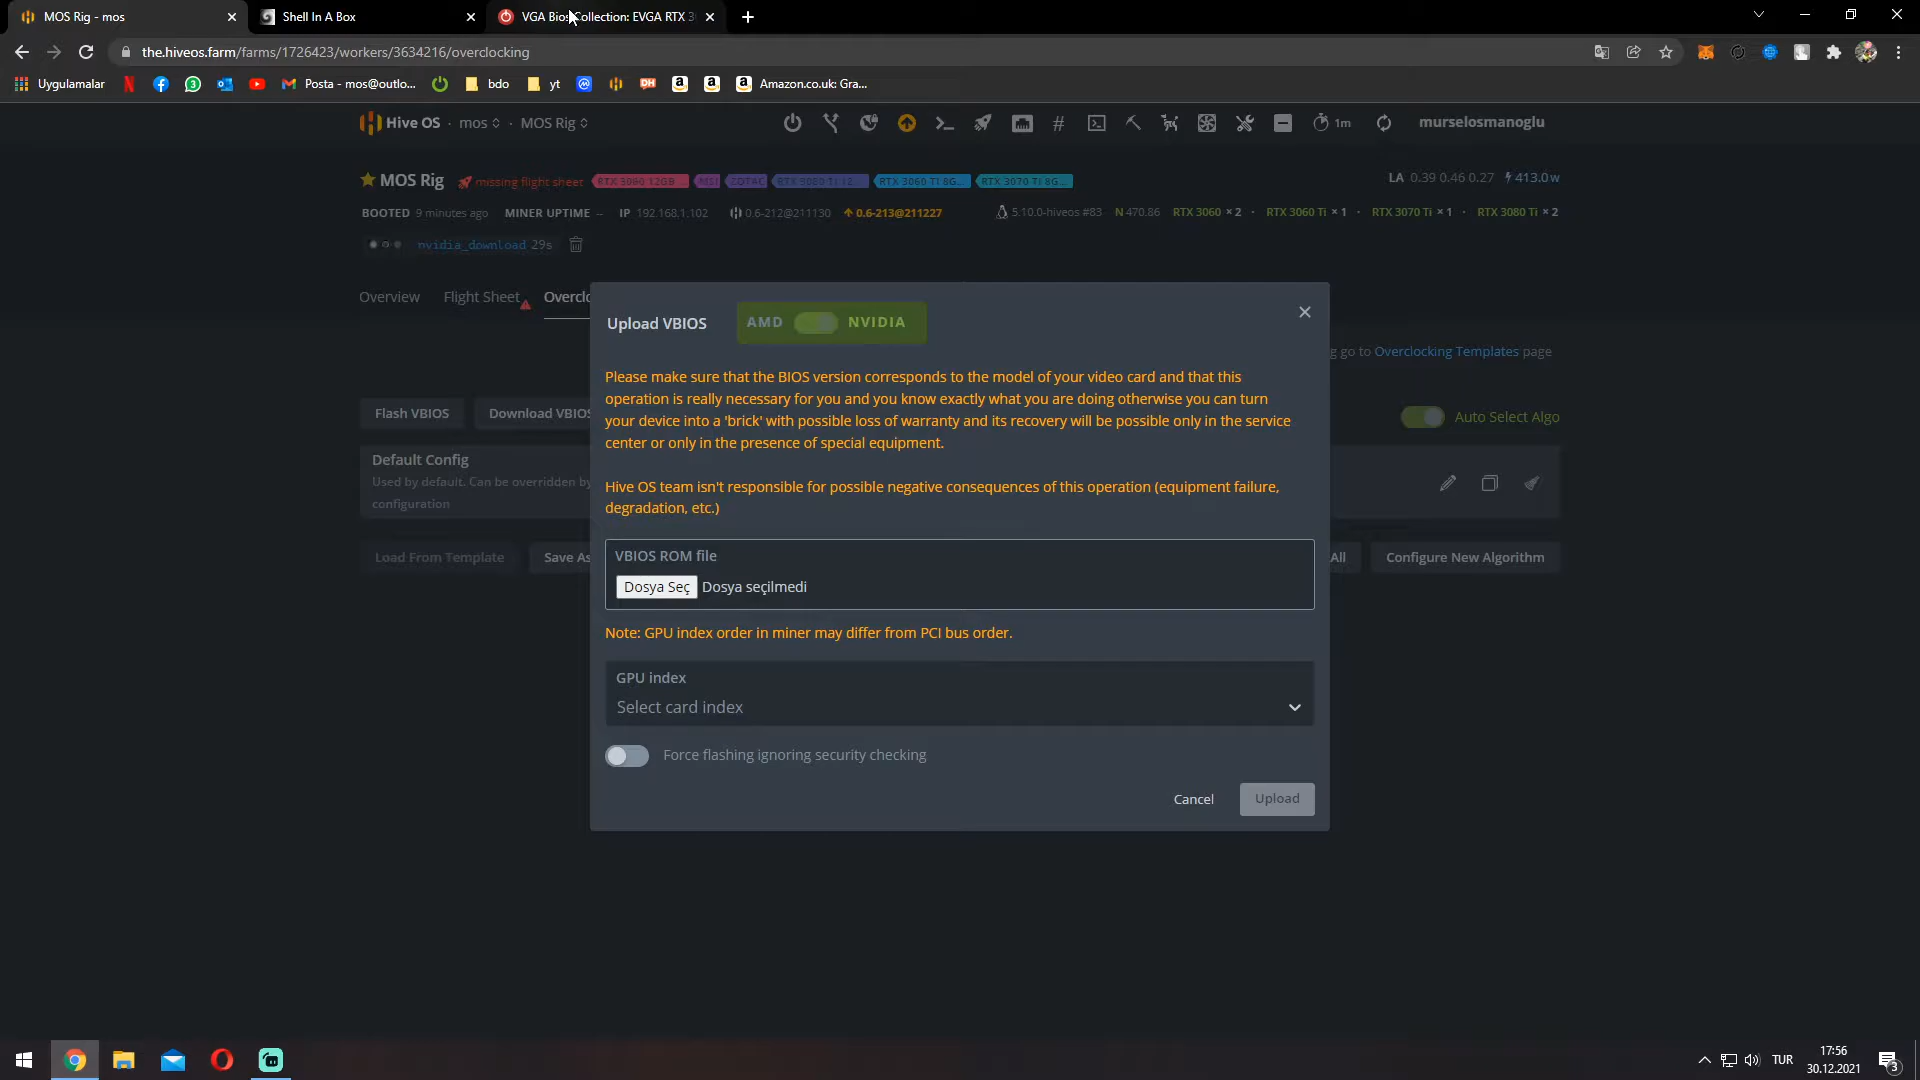 MOS Rig - mos
Shell In A Box
VGA Bios Collection: EVGA RTX 3
the.hiveos.farm/farms/1726423/workers/3634216/overclocking
Uygulamalar
Posta - mos@outlo...
bdo
yt
Amazon.co.uk: Gra...
Hive OS · mos · MOS Rig
1m
murselosmanoglu
MOS Rig
missing flight sheet
RTX 3060 12GB
MSI
ZOTAC
RTX 3080 Ti 12...
RTX 3060 Ti 8G...
RTX 3070 Ti 8G...
LA 0.39 0.46 0.27 413.0 w
BOOTED 9 minutes ago MINER UPTIME -- IP 192.168.1.102 0.6-212@211130 0.6-213@211227
5.10.0-hiveos #83 N 470.86 RTX 3060 × 2 · RTX 3060 Ti × 1 · RTX 3070 Ti × 1 · RTX 3080 Ti × 2
nvidia_download 29s
Overview
Flight Sheet
Overclo
Upload VBIOS
AMD
NVIDIA
g go to Overclocking Templates page
Please make sure that the BIOS version corresponds to the model of your video card and that this
operation is really necessary for you and you know exactly what you are doing otherwise you can turn
your device into a 'brick' with possible loss of warranty and its recovery will be possible only in the service
center or only in the presence of special equipment.
Flash VBIOS
Download VBIOS
Auto Select Algo
Default Config
Used by default. Can be overridden by
configuration
Hive OS team isn't responsible for possible negative consequences of this operation (equipment failure,
degradation, etc.)
Load From Template
Save As
All
Configure New Algorithm
VBIOS ROM file
Dosya Seç Dosya seçilmedi
Note: GPU index order in miner may differ from PCI bus order.
GPU index
Select card index
Force flashing ignoring security checking
Cancel
Upload
TUR
17:56
30.12.2021
3